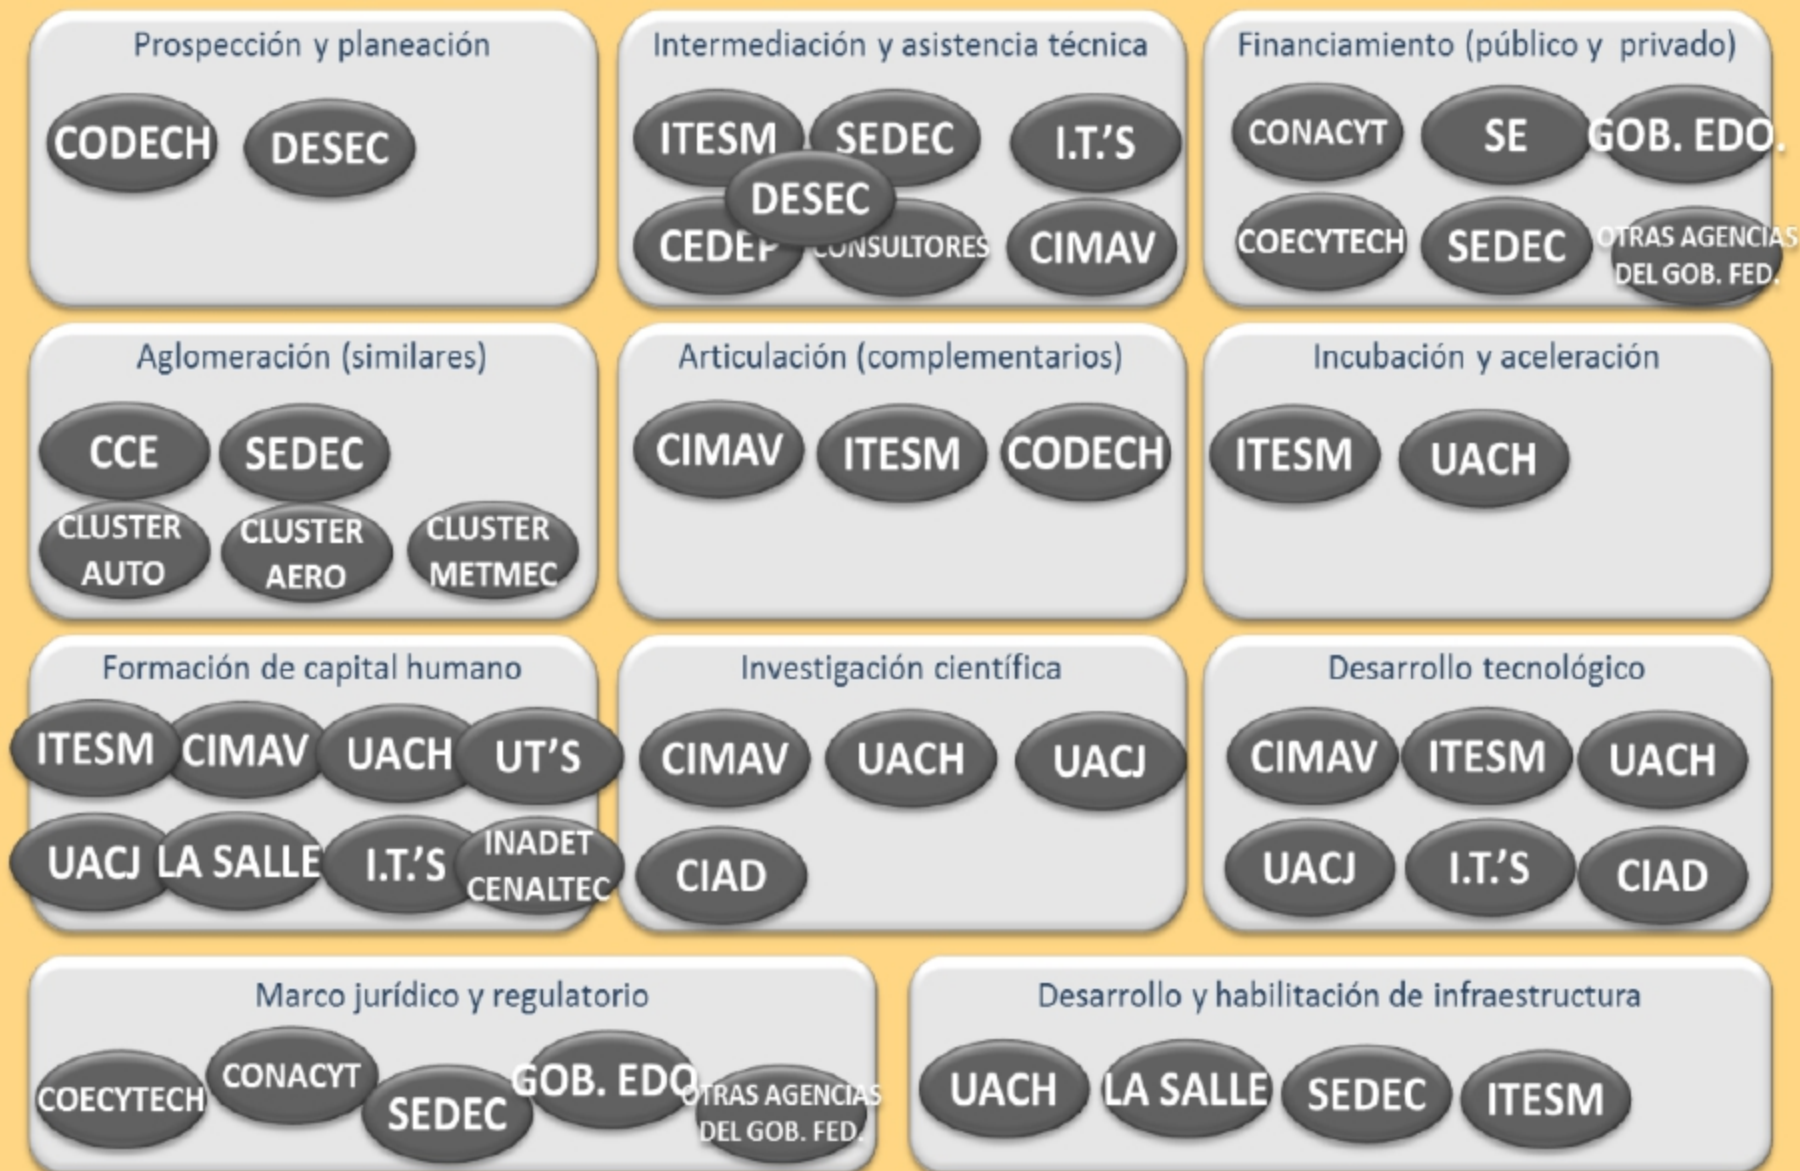 Prospección y planeación
CODECH
DESEC
Intermediación y asistencia técnica
ITESM
SEDEC
I.T.'S
DESEC
CEDEP
CONSULTORES
CIMAV
Financiamiento (público y privado)
CONACYT
SE
GOB. EDO.
COECYTECH
SEDEC
OTRAS AGENCIAS
DEL GOB. FED.
Aglomeración (similares)
CCE
SEDEC
CLUSTER
AUTO
CLUSTER
AERO
CLUSTER
METMEC
Articulación (complementarios)
CIMAV
ITESM
CODECH
Incubación y aceleración
ITESM
UACH
Formación de capital humano
ITESM
CIMAV
UACH
UT'S
UACJ
LA SALLE
I.T.'S
INADET
CENALTEC
Investigación científica
CIMAV
UACH
UACJ
CIAD
Desarrollo tecnológico
CIMAV
ITESM
UACH
UACJ
I.T.'S
CIAD
Marco jurídico y regulatorio
COECYTECH
CONACYT
SEDEC
GOB. EDO
OTRAS AGENCIAS
DEL GOB. FED.
Desarrollo y habilitación de infraestructura
UACH
LA SALLE
SEDEC
ITESM